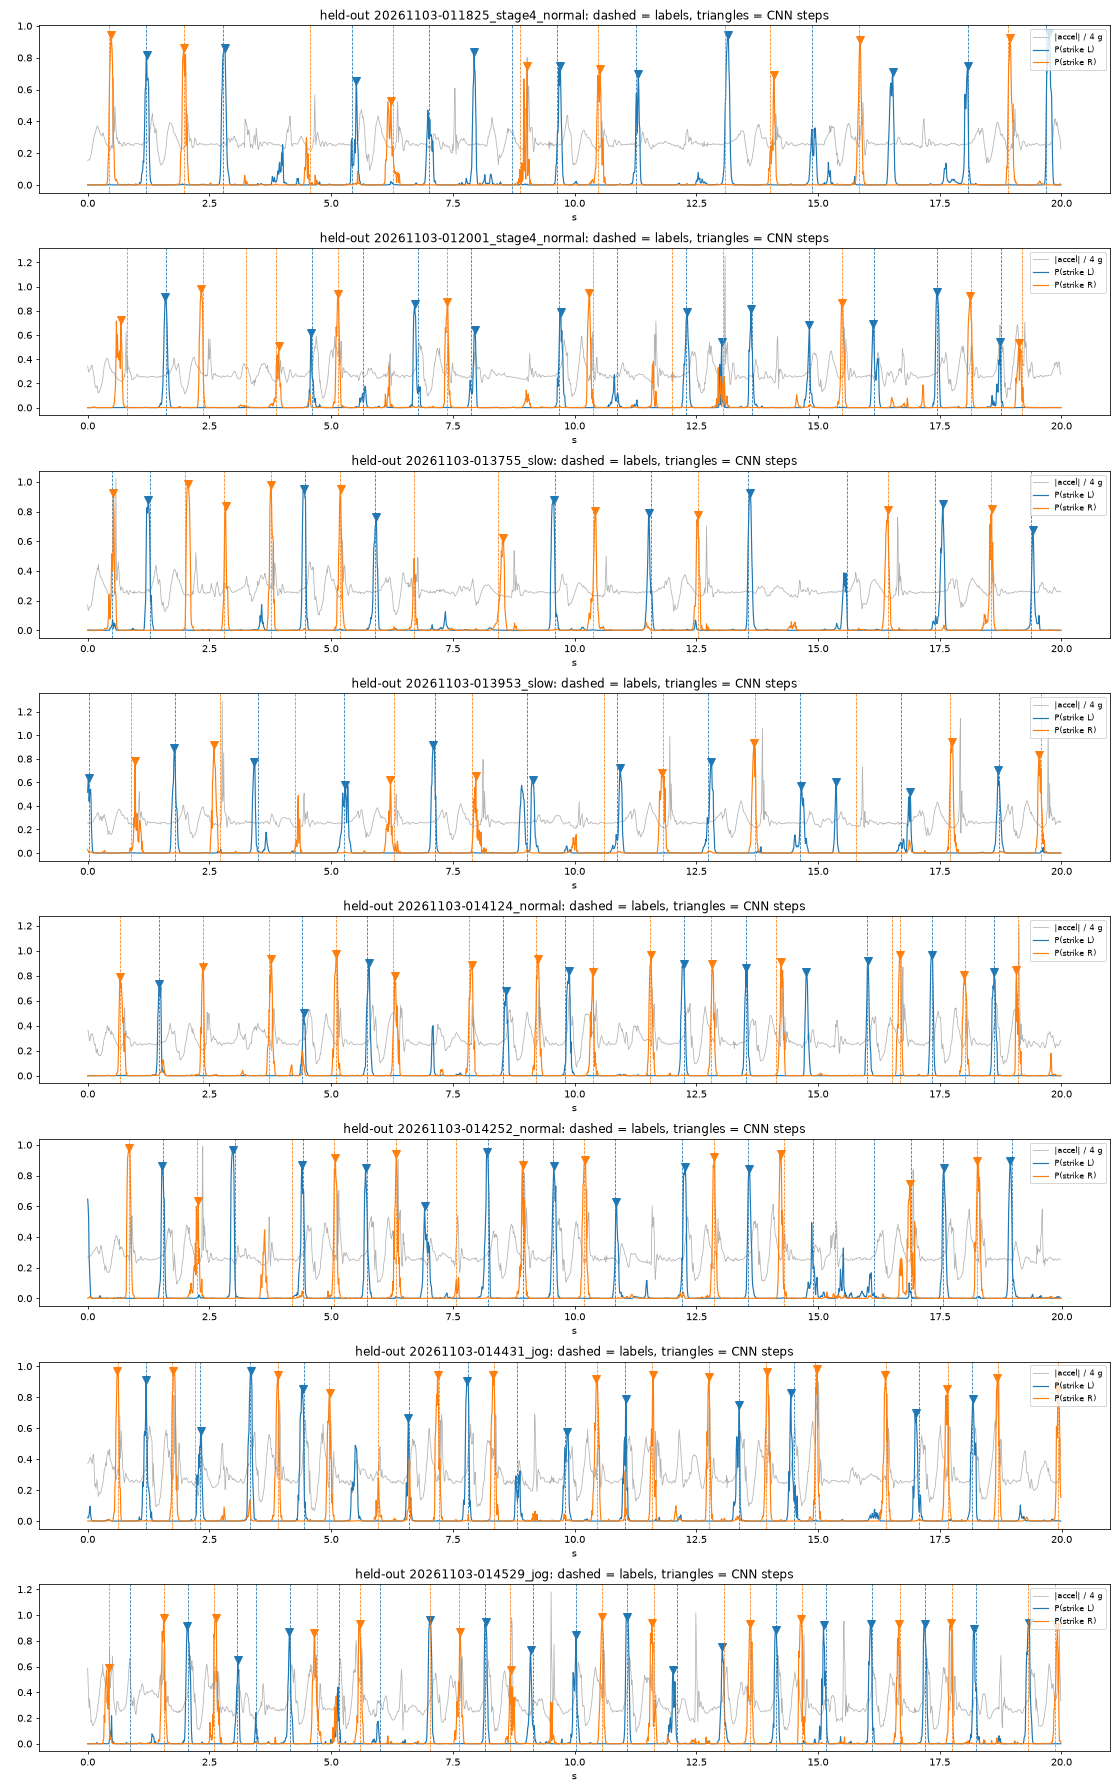 held-out 20261103-011825_stage4_normal: dashed = labels, triangles = CNN steps
1.0
0.8
0.6
0.4
0.2
0.0
|accel| / 4 g
P(strike L)
P(strike R)
0.0 2.5 5.0 7.5 10.0 12.5 15.0 17.5 20.0
s
held-out 20261103-012001_stage4_normal: dashed = labels, triangles = CNN steps
1.2
1.0
0.8
0.6
0.4
0.2
0.0
|accel| / 4 g
P(strike L)
P(strike R)
0.0 2.5 5.0 7.5 10.0 12.5 15.0 17.5 20.0
s
held-out 20261103-013755_slow: dashed = labels, triangles = CNN steps
1.0
0.8
0.6
0.4
0.2
0.0
|accel| / 4 g
P(strike L)
P(strike R)
0.0 2.5 5.0 7.5 10.0 12.5 15.0 17.5 20.0
s
held-out 20261103-013953_slow: dashed = labels, triangles = CNN steps
1.2
1.0
0.8
0.6
0.4
0.2
0.0
|accel| / 4 g
P(strike L)
P(strike R)
0.0 2.5 5.0 7.5 10.0 12.5 15.0 17.5 20.0
s
held-out 20261103-014124_normal: dashed = labels, triangles = CNN steps
1.2
1.0
0.8
0.6
0.4
0.2
0.0
|accel| / 4 g
P(strike L)
P(strike R)
0.0 2.5 5.0 7.5 10.0 12.5 15.0 17.5 20.0
s
held-out 20261103-014252_normal: dashed = labels, triangles = CNN steps
1.2
1.0
0.8
0.6
0.4
0.2
0.0
|accel| / 4 g
P(strike L)
P(strike R)
0.0 2.5 5.0 7.5 10.0 12.5 15.0 17.5 20.0
s
held-out 20261103-014431_jog: dashed = labels, triangles = CNN steps
1.0
0.8
0.6
0.4
0.2
0.0
|accel| / 4 g
P(strike L)
P(strike R)
0.0 2.5 5.0 7.5 10.0 12.5 15.0 17.5 20.0
s
held-out 20261103-014529_jog: dashed = labels, triangles = CNN steps
1.2
1.0
0.8
0.6
0.4
0.2
0.0
|accel| / 4 g
P(strike L)
P(strike R)
0.0 2.5 5.0 7.5 10.0 12.5 15.0 17.5 20.0
s